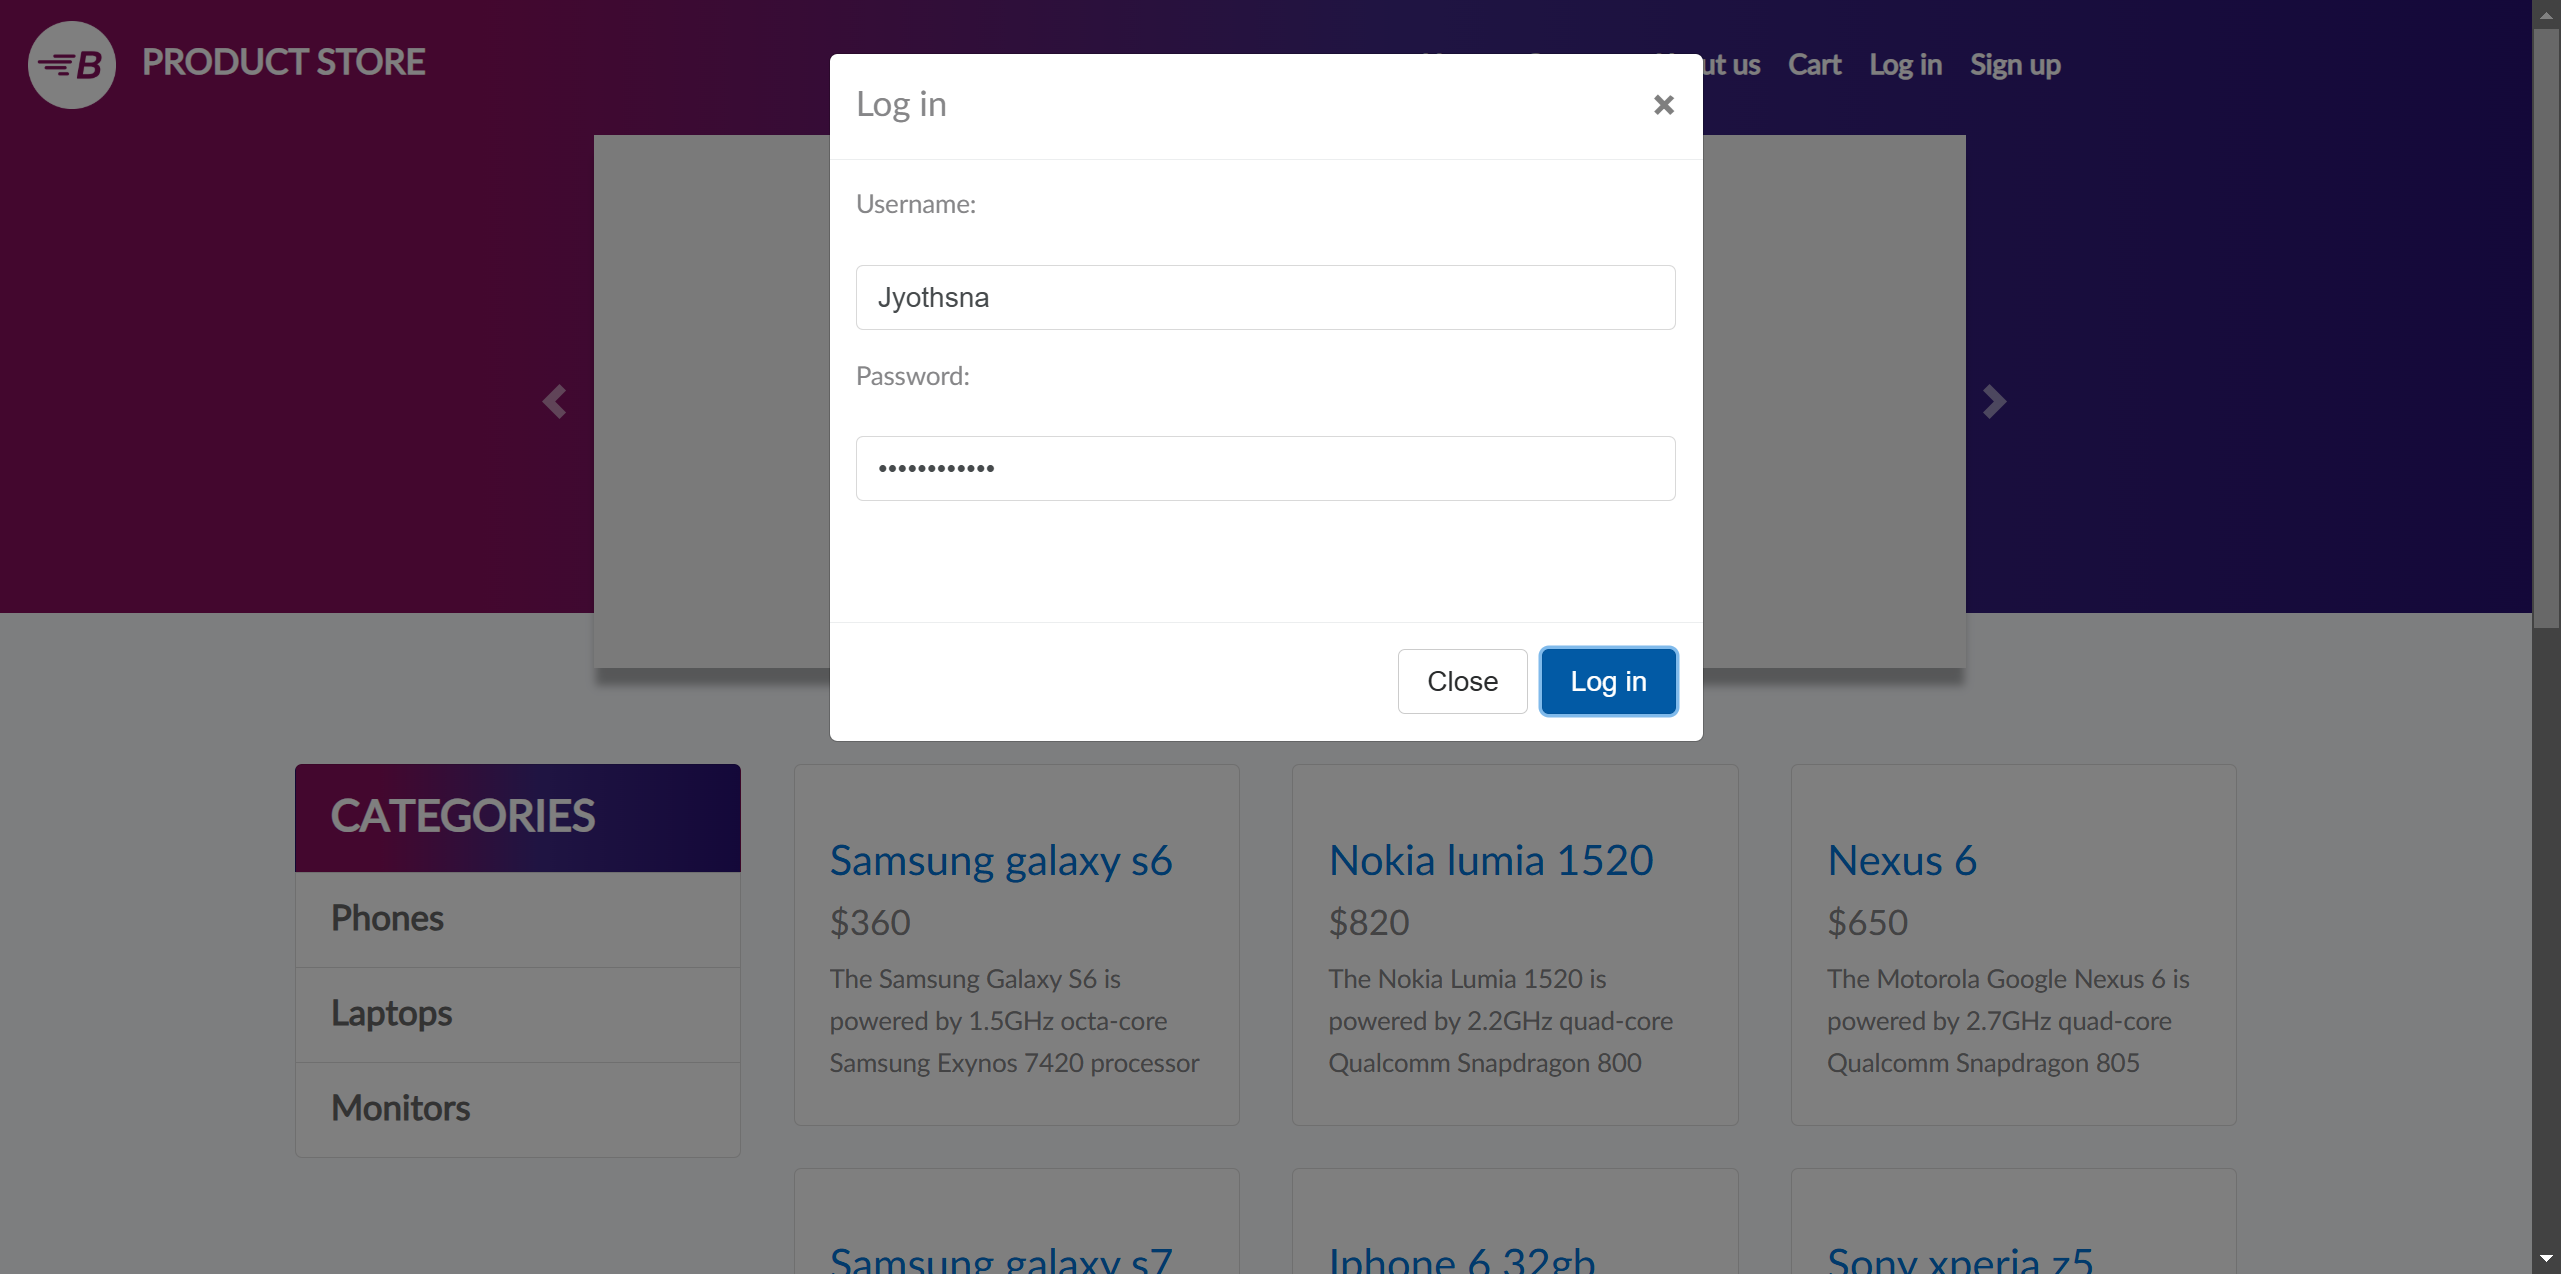 B PRODUCT STORE
ut us Cart Log in Sign up
Log in
×
Username:
Jyothsna
Password:
••••••••••••
Close Log in
CATEGORIES
Phones
Laptops
Monitors
Samsung galaxy s6
$360
The Samsung Galaxy S6 is
powered by 1.5GHz octa-core
Samsung Exynos 7420 processor
Nokia lumia 1520
$820
The Nokia Lumia 1520 is
powered by 2.2GHz quad-core
Qualcomm Snapdragon 800
Nexus 6
$650
The Motorola Google Nexus 6 is
powered by 2.7GHz quad-core
Qualcomm Snapdragon 805
Samsung galaxy s7
Iphone 6 32gb
Sony xperia z5